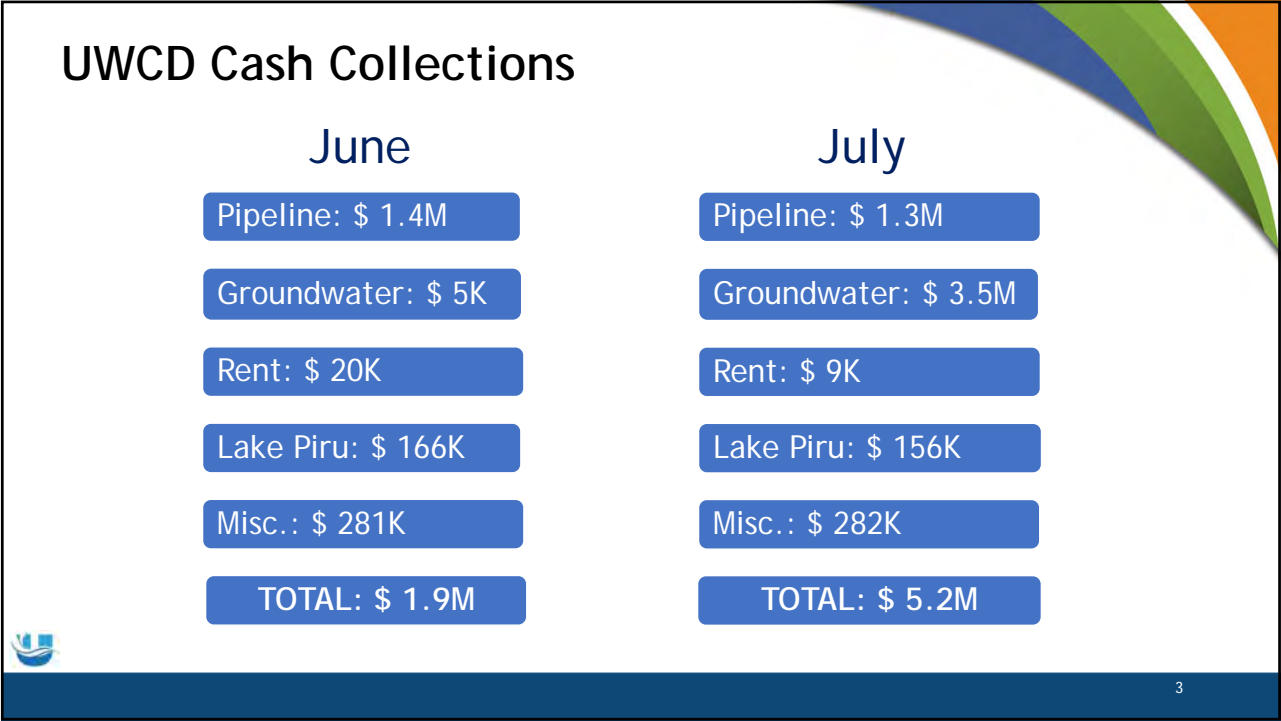 UWCD Cash Collections
June
Pipeline: $ 1.4M
Groundwater: $ 5K
Rent: $ 20K
Lake Piru: $ 166K
Misc.: $ 281K
TOTAL: $ 1.9M
July
Pipeline: $ 1.3M
Groundwater: $ 3.5M
Rent: $ 9K
Lake Piru: $ 156K
Misc.: $ 282K
TOTAL: $ 5.2M
3